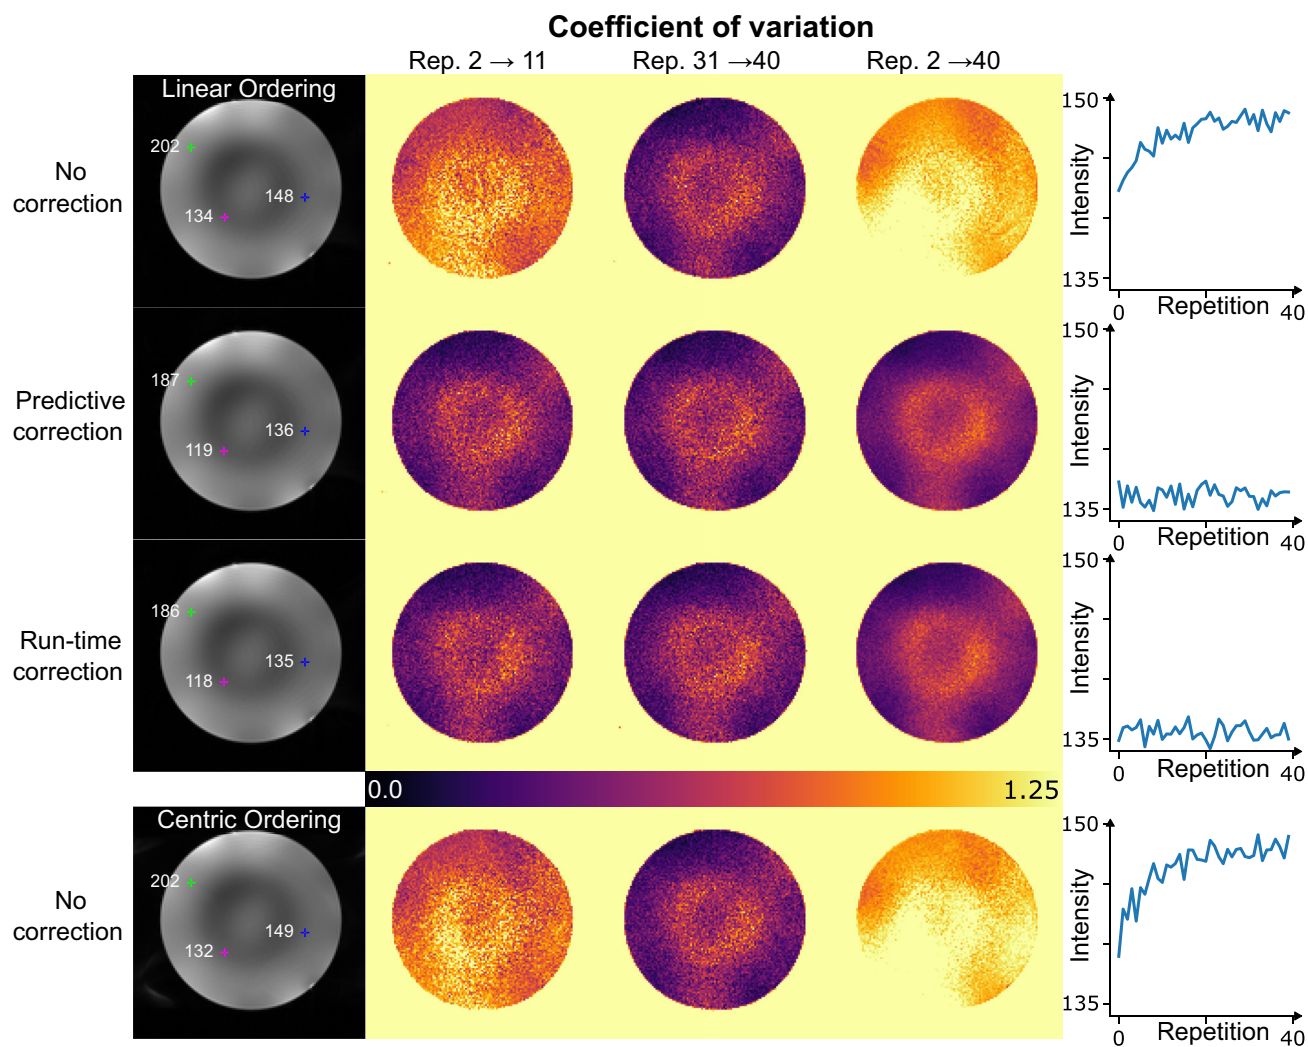 Coefficient of variation
Rep. 2 → 11
Rep. 31 →40
Rep. 2 →40
Linear Ordering
No
correction
202
148
134
150
Intensity
135
0
Repetition
40
Predictive
correction
187
136
119
150
Intensity
135
0
Repetition
40
Run-time
correction
186
135
118
150
Intensity
135
0
Repetition
40
0.0
1.25
Centric Ordering
No
correction
202
149
132
150
Intensity
135
0
Repetition
40